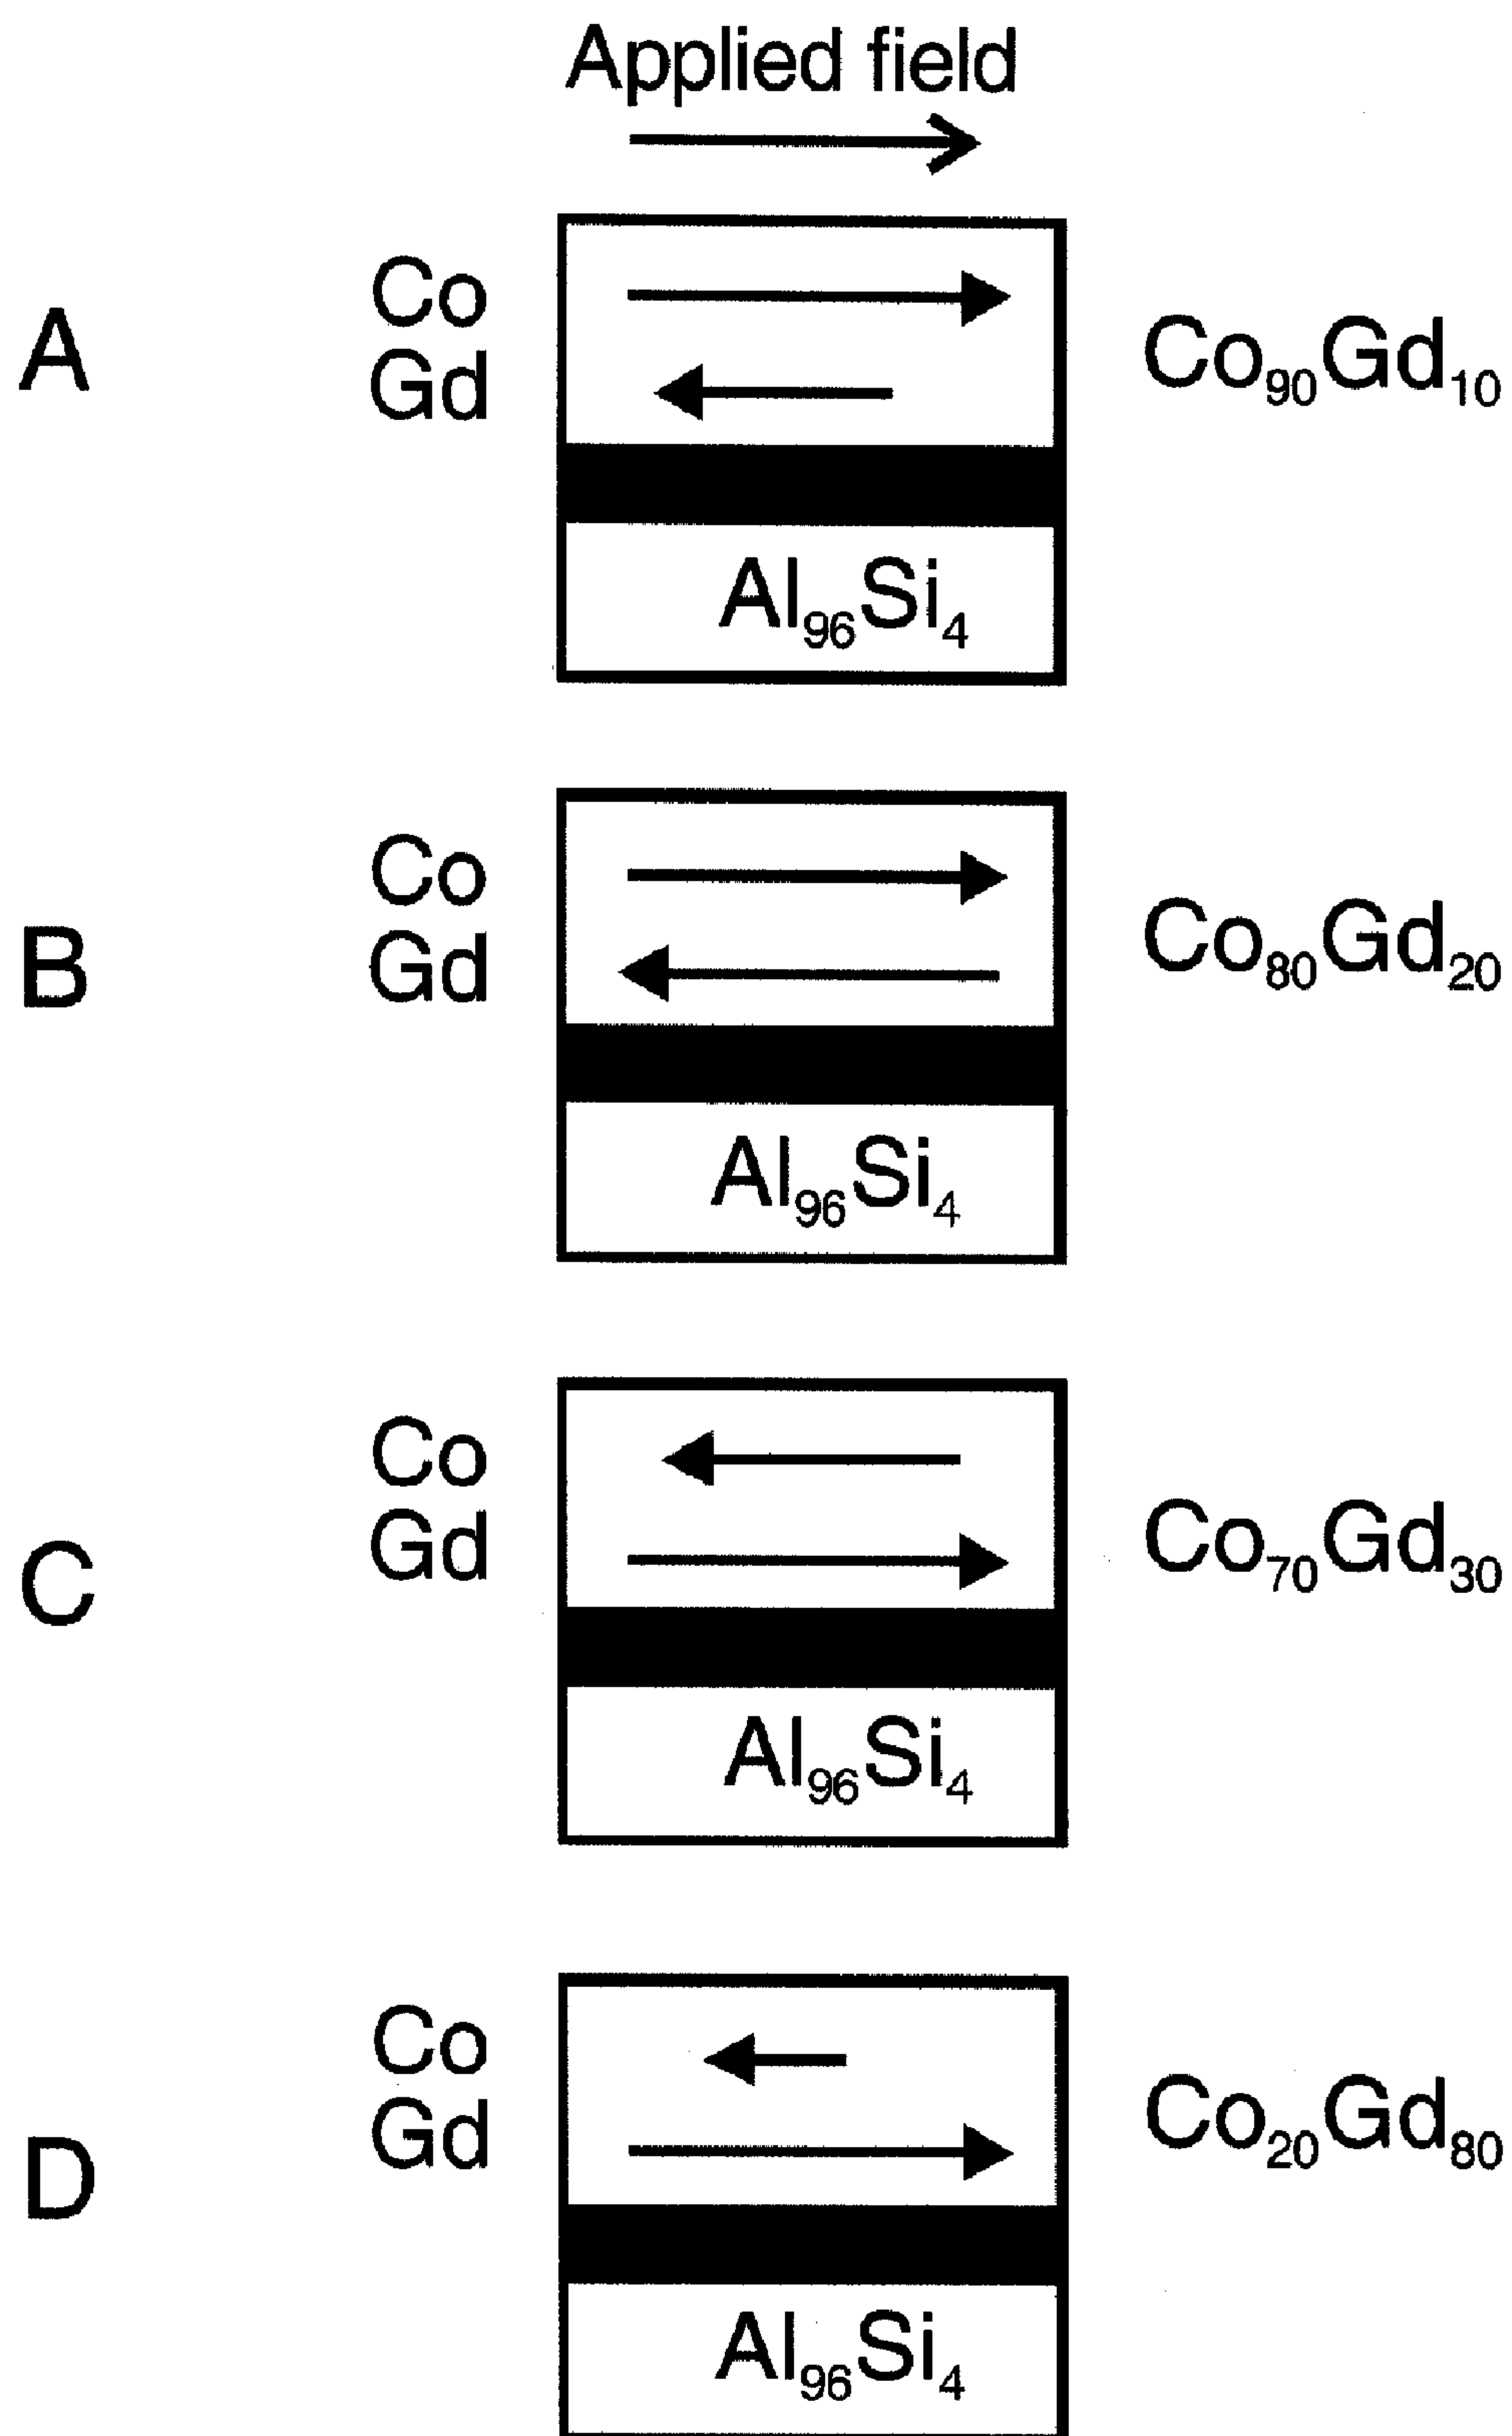 Applied field
A
Co
Gd
Co₉₀Gd₁₀
Al₉₆Si₄
B
Co
Gd
Co₈₀Gd₂₀
Al₉₆Si₄
C
Co
Gd
Co₇₀Gd₃₀
Al₉₆Si₄
D
Co
Gd
Co₂₀Gd₈₀
Al₉₆Si₄